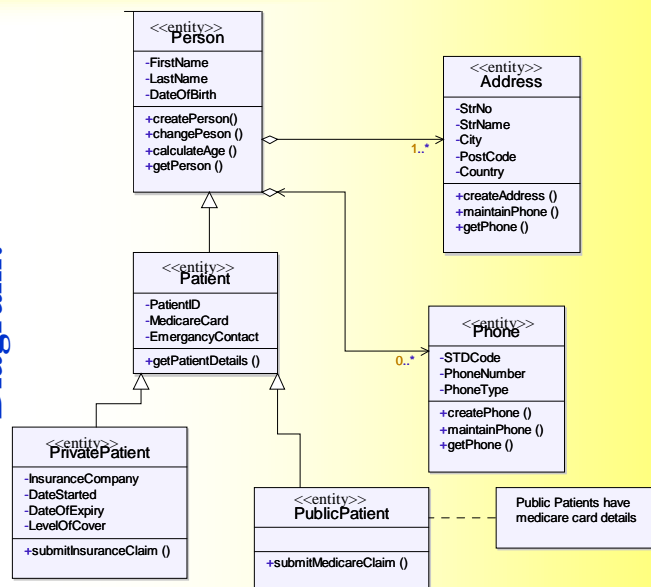 <<entity>>
Person
-FirstName
-LastName
-DateOfBirth
+createPerson()
+changePeson ()
+calculateAge ()
+getPerson ()
<<entity>>
Address
-StrNo
-StrName
-City
-PostCode
-Country
+createAddress ()
+maintainPhone ()
+getPhone ()
1..*
<<entity>>
Patient
-PatientID
-MedicareCard
-EmergancyContact
+getPatientDetails ()
<<entity>>
Phone
-STDCode
-PhoneNumber
-PhoneType
+createPhone ()
+maintainPhone ()
+getPhone ()
0..*
<<entity>>
PrivatePatient
-InsuranceCompany
-DateStarted
-DateOfExpiry
-LevelOfCover
+submitInsuranceClaim ()
<<entity>>
PublicPatient
+submitMedicareClaim ()
Public Patients have
medicare card details